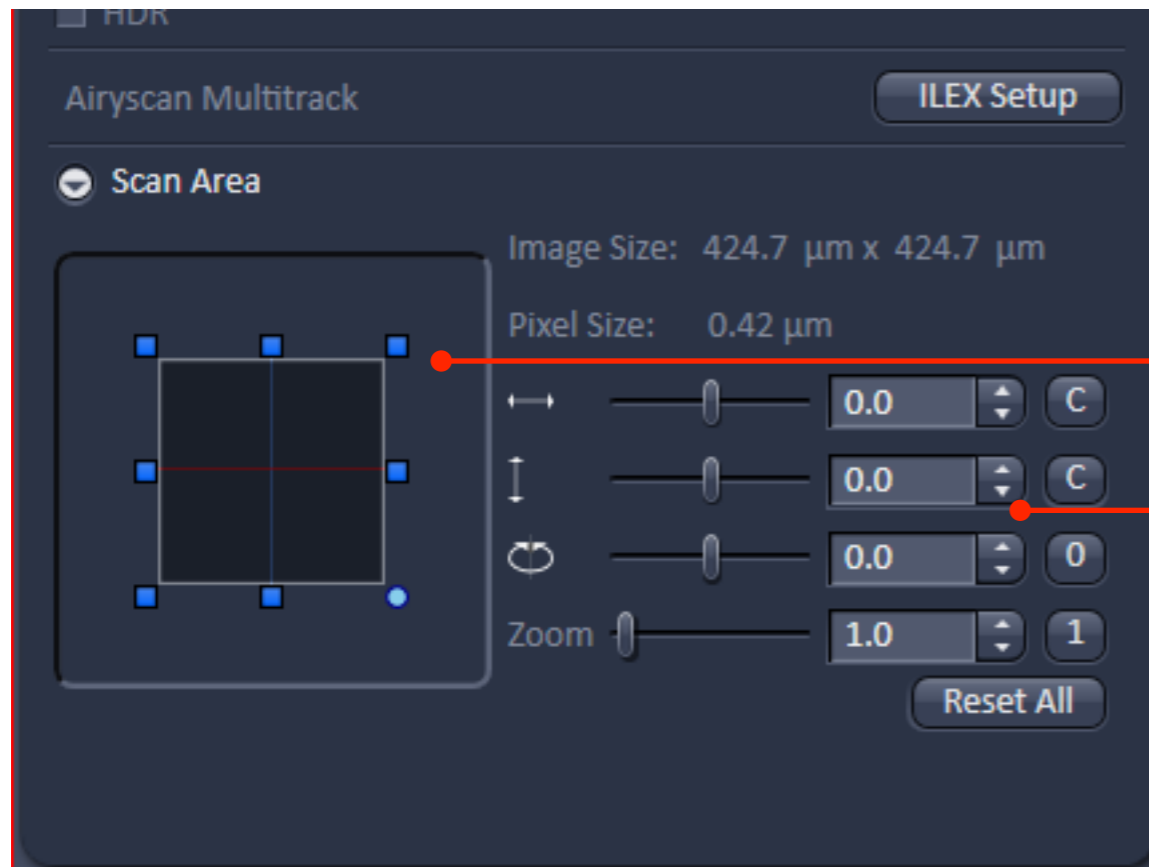 HDR
Airyscan Multitrack ILEX Setup
Scan Area
Image Size: 424.7 µm x 424.7 µm
Pixel Size: 0.42 µm
0.0 C
0.0 C
0.0 0
Zoom 1.0 1
Reset All